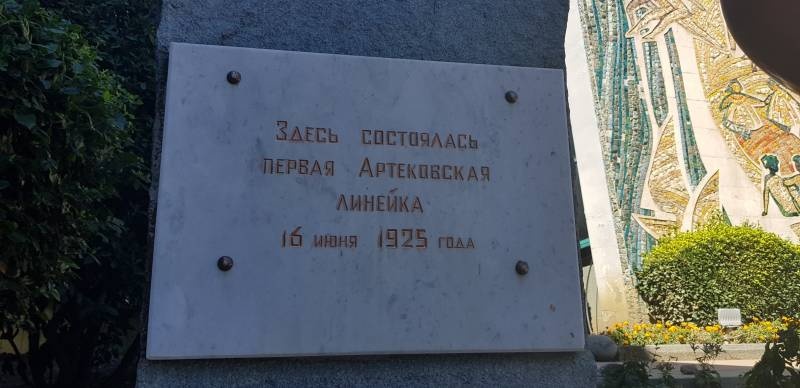 Здесь состоялась
первая Артековская
линейка
16 июня 1925 года